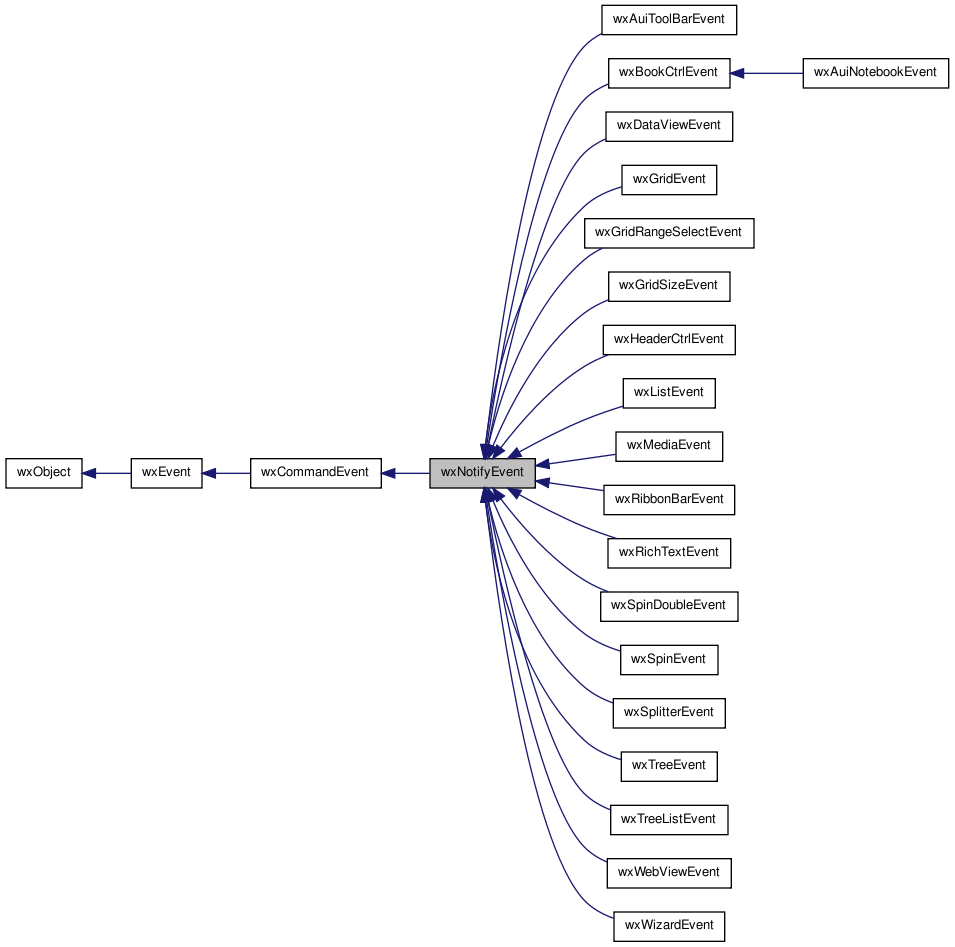 wxAuiToolBarEvent
wxBookCtrlEvent
wxAuiNotebookEvent
wxDataViewEvent
wxGridEvent
wxGridRangeSelectEvent
wxGridSizeEvent
wxHeaderCtrlEvent
wxListEvent
wxMediaEvent
wxObject
wxEvent
wxCommandEvent
wxNotifyEvent
wxRibbonBarEvent
wxRichTextEvent
wxSpinDoubleEvent
wxSpinEvent
wxSplitterEvent
wxTreeEvent
wxTreeListEvent
wxWebViewEvent
wxWizardEvent